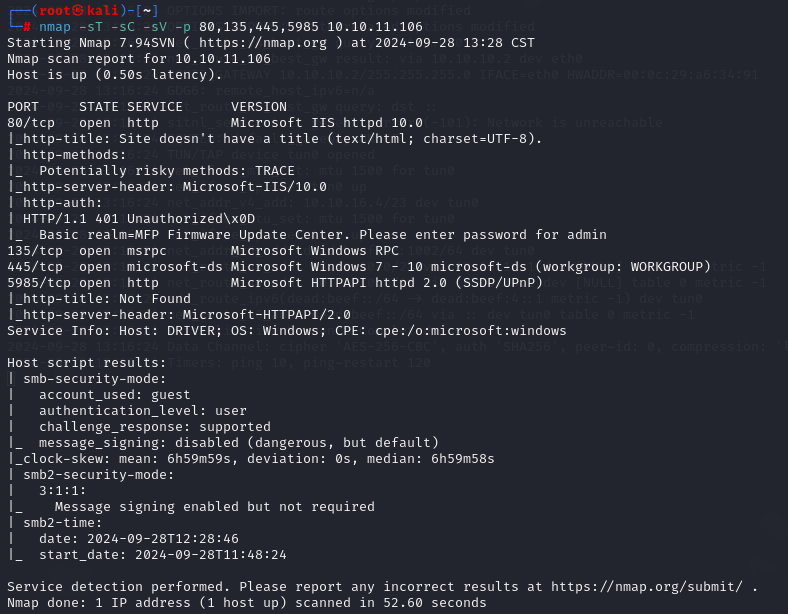 ┌──(root㉿kali)-[~]
└─# nmap -sT -sC -sV -p 80,135,445,5985 10.10.11.106
Starting Nmap 7.94SVN ( https://nmap.org ) at 2024-09-28 13:28 CST
Nmap scan report for 10.10.11.106
Host is up (0.50s latency).

PORT     STATE SERVICE      VERSION
80/tcp   open  http         Microsoft IIS httpd 10.0
|_http-title: Site doesn't have a title (text/html; charset=UTF-8).
| http-methods:
|_  Potentially risky methods: TRACE
|_http-server-header: Microsoft-IIS/10.0
| http-auth:
| HTTP/1.1 401 Unauthorized\x0D
|_  Basic realm=MFP Firmware Update Center. Please enter password for admin
135/tcp  open  msrpc        Microsoft Windows RPC
445/tcp  open  microsoft-ds Microsoft Windows 7 - 10 microsoft-ds (workgroup: WORKGROUP)
5985/tcp open  http         Microsoft HTTPAPI httpd 2.0 (SSDP/UPnP)
|_http-title: Not Found
|_http-server-header: Microsoft-HTTPAPI/2.0
Service Info: Host: DRIVER; OS: Windows; CPE: cpe:/o:microsoft:windows

Host script results:
| smb-security-mode:
|   account_used: guest
|   authentication_level: user
|   challenge_response: supported
|_  message_signing: disabled (dangerous, but default)
|_clock-skew: mean: 6h59m59s, deviation: 0s, median: 6h59m58s
| smb2-security-mode:
|   3:1:1:
|_    Message signing enabled but not required
| smb2-time:
|   date: 2024-09-28T12:28:46
|_  start_date: 2024-09-28T11:48:24

Service detection performed. Please report any incorrect results at https://nmap.org/submit/ .
Nmap done: 1 IP address (1 host up) scanned in 52.60 seconds